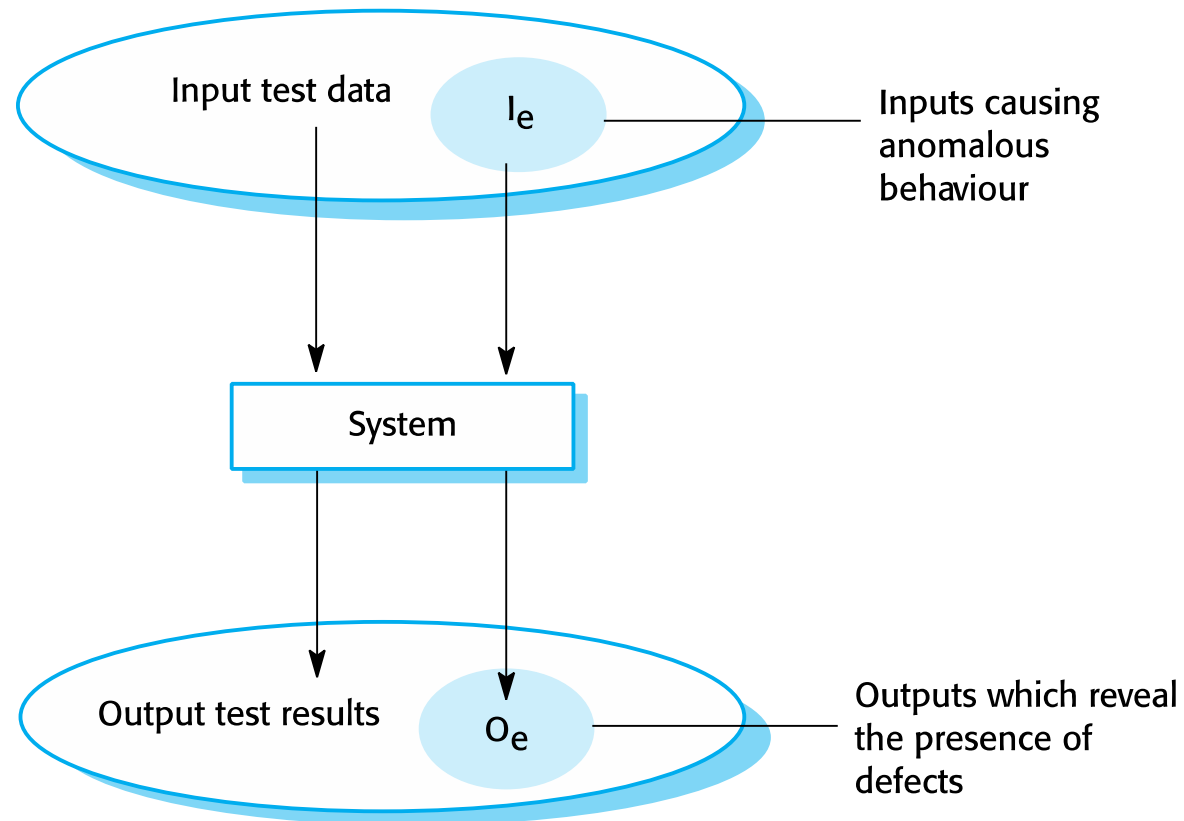 Input test data
Ie
Inputs causing
anomalous
behaviour
System
Output test results
Oe
Outputs which reveal
the presence of
defects